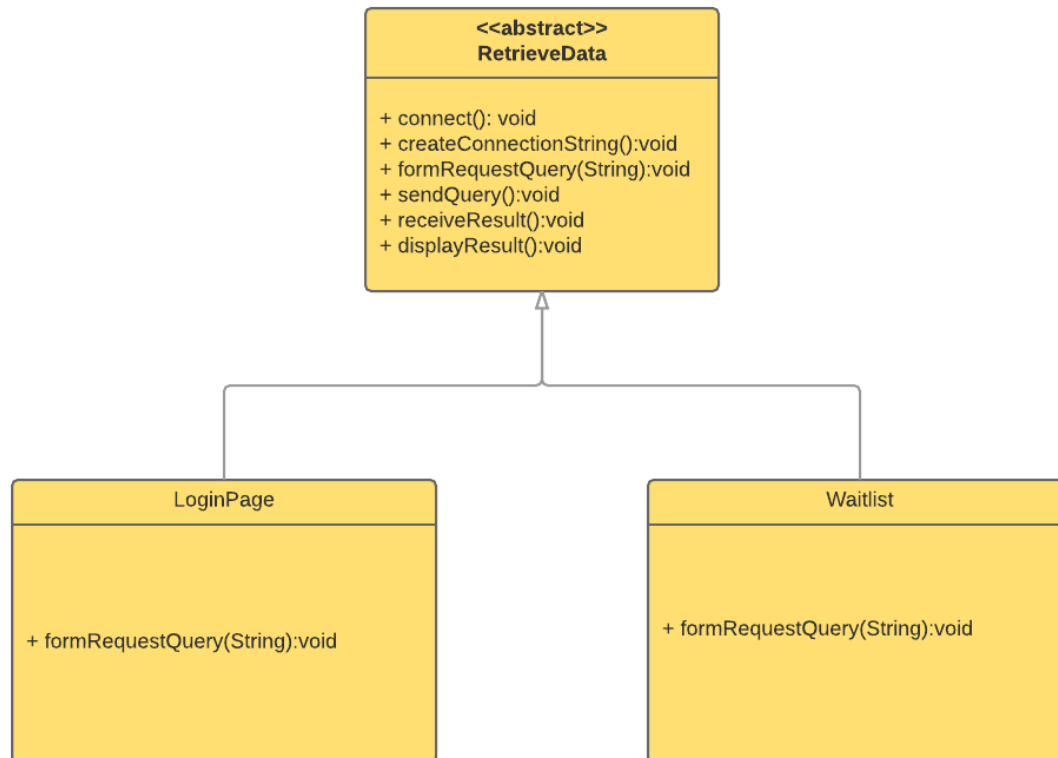 <<abstract>>
RetrieveData
+ connect(): void
+ createConnectionString():void
+ formRequestQuery(String):void
+ sendQuery():void
+ receiveResult():void
+ displayResult():void
LoginPage
+ formRequestQuery(String):void
Waitlist
+ formRequestQuery(String):void